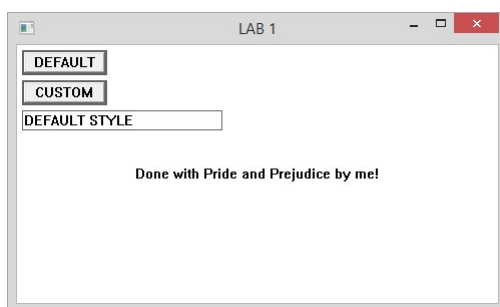 LAB 1
DEFAULT
CUSTOM
DEFAULT STYLE
Done with Pride and Prejudice by me!